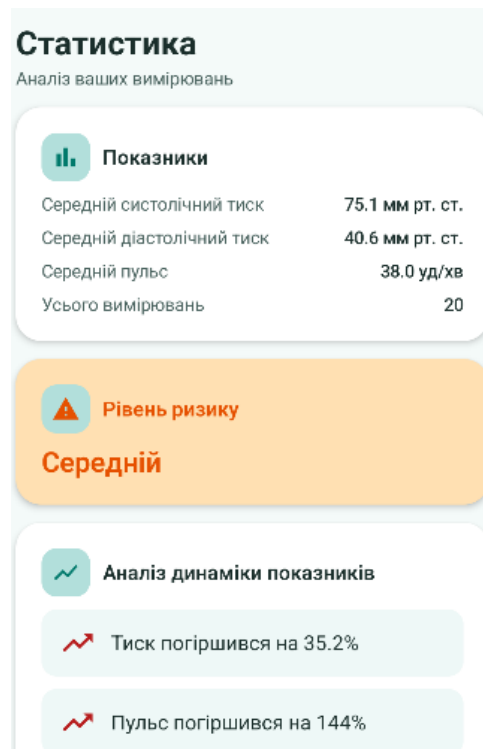 Статистика
Аналіз ваших вимірювань
Показники
Середній систолічний тиск 75.1 мм рт. ст.
Середній діастолічний тиск 40.6 мм рт. ст.
Середній пульс 38.0 уд/хв
Усього вимірювань 20
Рівень ризику
Середній
Аналіз динаміки показників
Тиск погіршився на 35.2%
Пульс погіршився на 144%